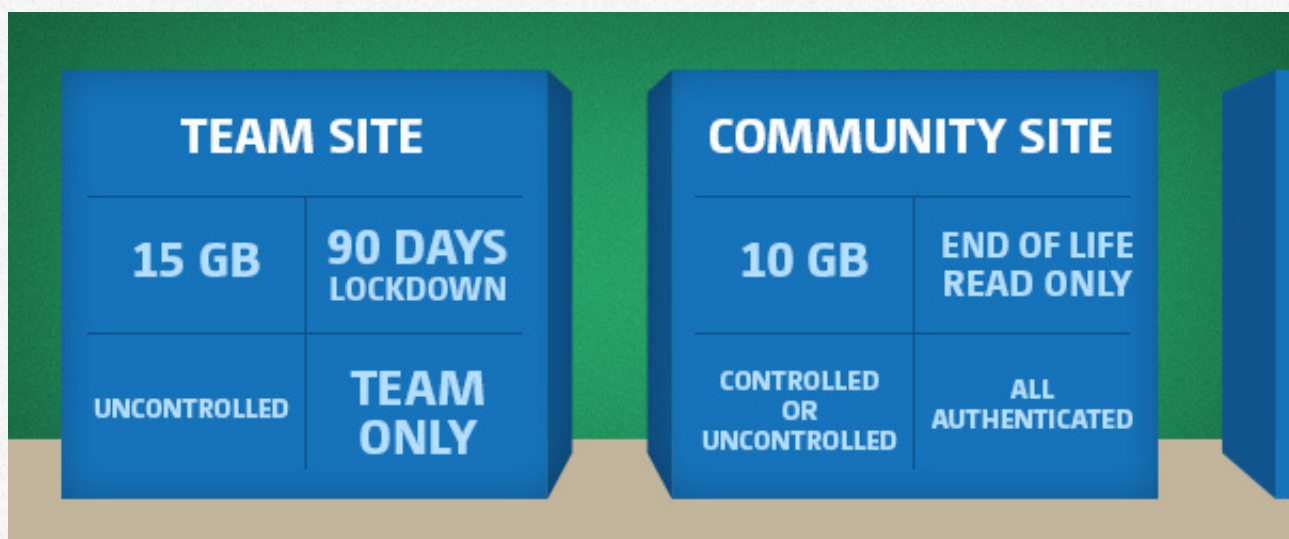 TEAM SITE
15 GB
90 DAYS
LOCKDOWN
UNCONTROLLED
TEAM
ONLY
COMMUNITY SITE
10 GB
END OF LIFE
READ ONLY
CONTROLLED
OR
UNCONTROLLED
ALL
AUTHENTICATED